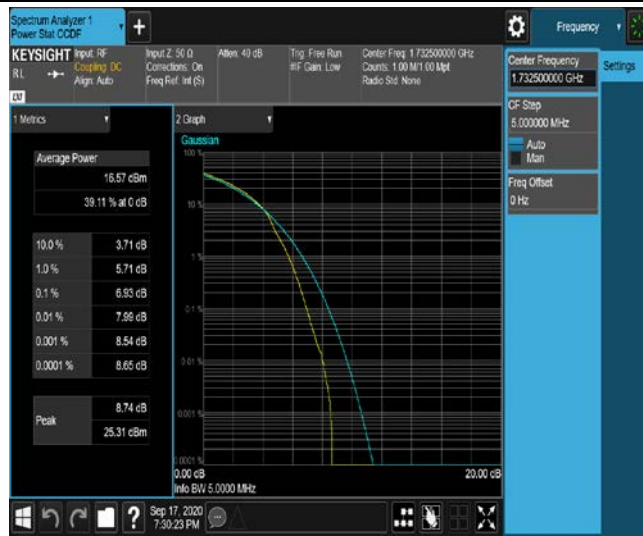 Spectrum Analyzer 1
Power Stat CCDF
Frequency
KEYSIGHT
RL
Input: RF
Coupling: DC
Align: Auto
Input Z: 50 Ω
Corrections: On
Freq Ref: Int (S)
Atten: 40 dB
Trig: Free Run
#IF Gain: Low
Center Freq: 1.732500000 GHz
Counts: 1.00 M/1.00 Mpt
Radio Std: None
LXI
1 Metrics
2 Graph
Average Power
16.57 dBm
39.11 % at 0 dB
10.0 % 3.71 dB
1.0 % 5.71 dB
0.1 % 6.93 dB
0.01 % 7.99 dB
0.001 % 8.54 dB
0.0001 % 8.65 dB
Peak
8.74 dB
25.31 dBm
Gaussian
100 %
10 %
1 %
0.1 %
0.01 %
0.001 %
0.0001 %
0.00 dB
20.00 dB
Info BW 5.0000 MHz
Center Frequency
1.732500000 GHz
Settings
CF Step
5.000000 MHz
Auto
Man
Freq Offset
0 Hz
?
Sep 17, 2020
7:30:23 PM